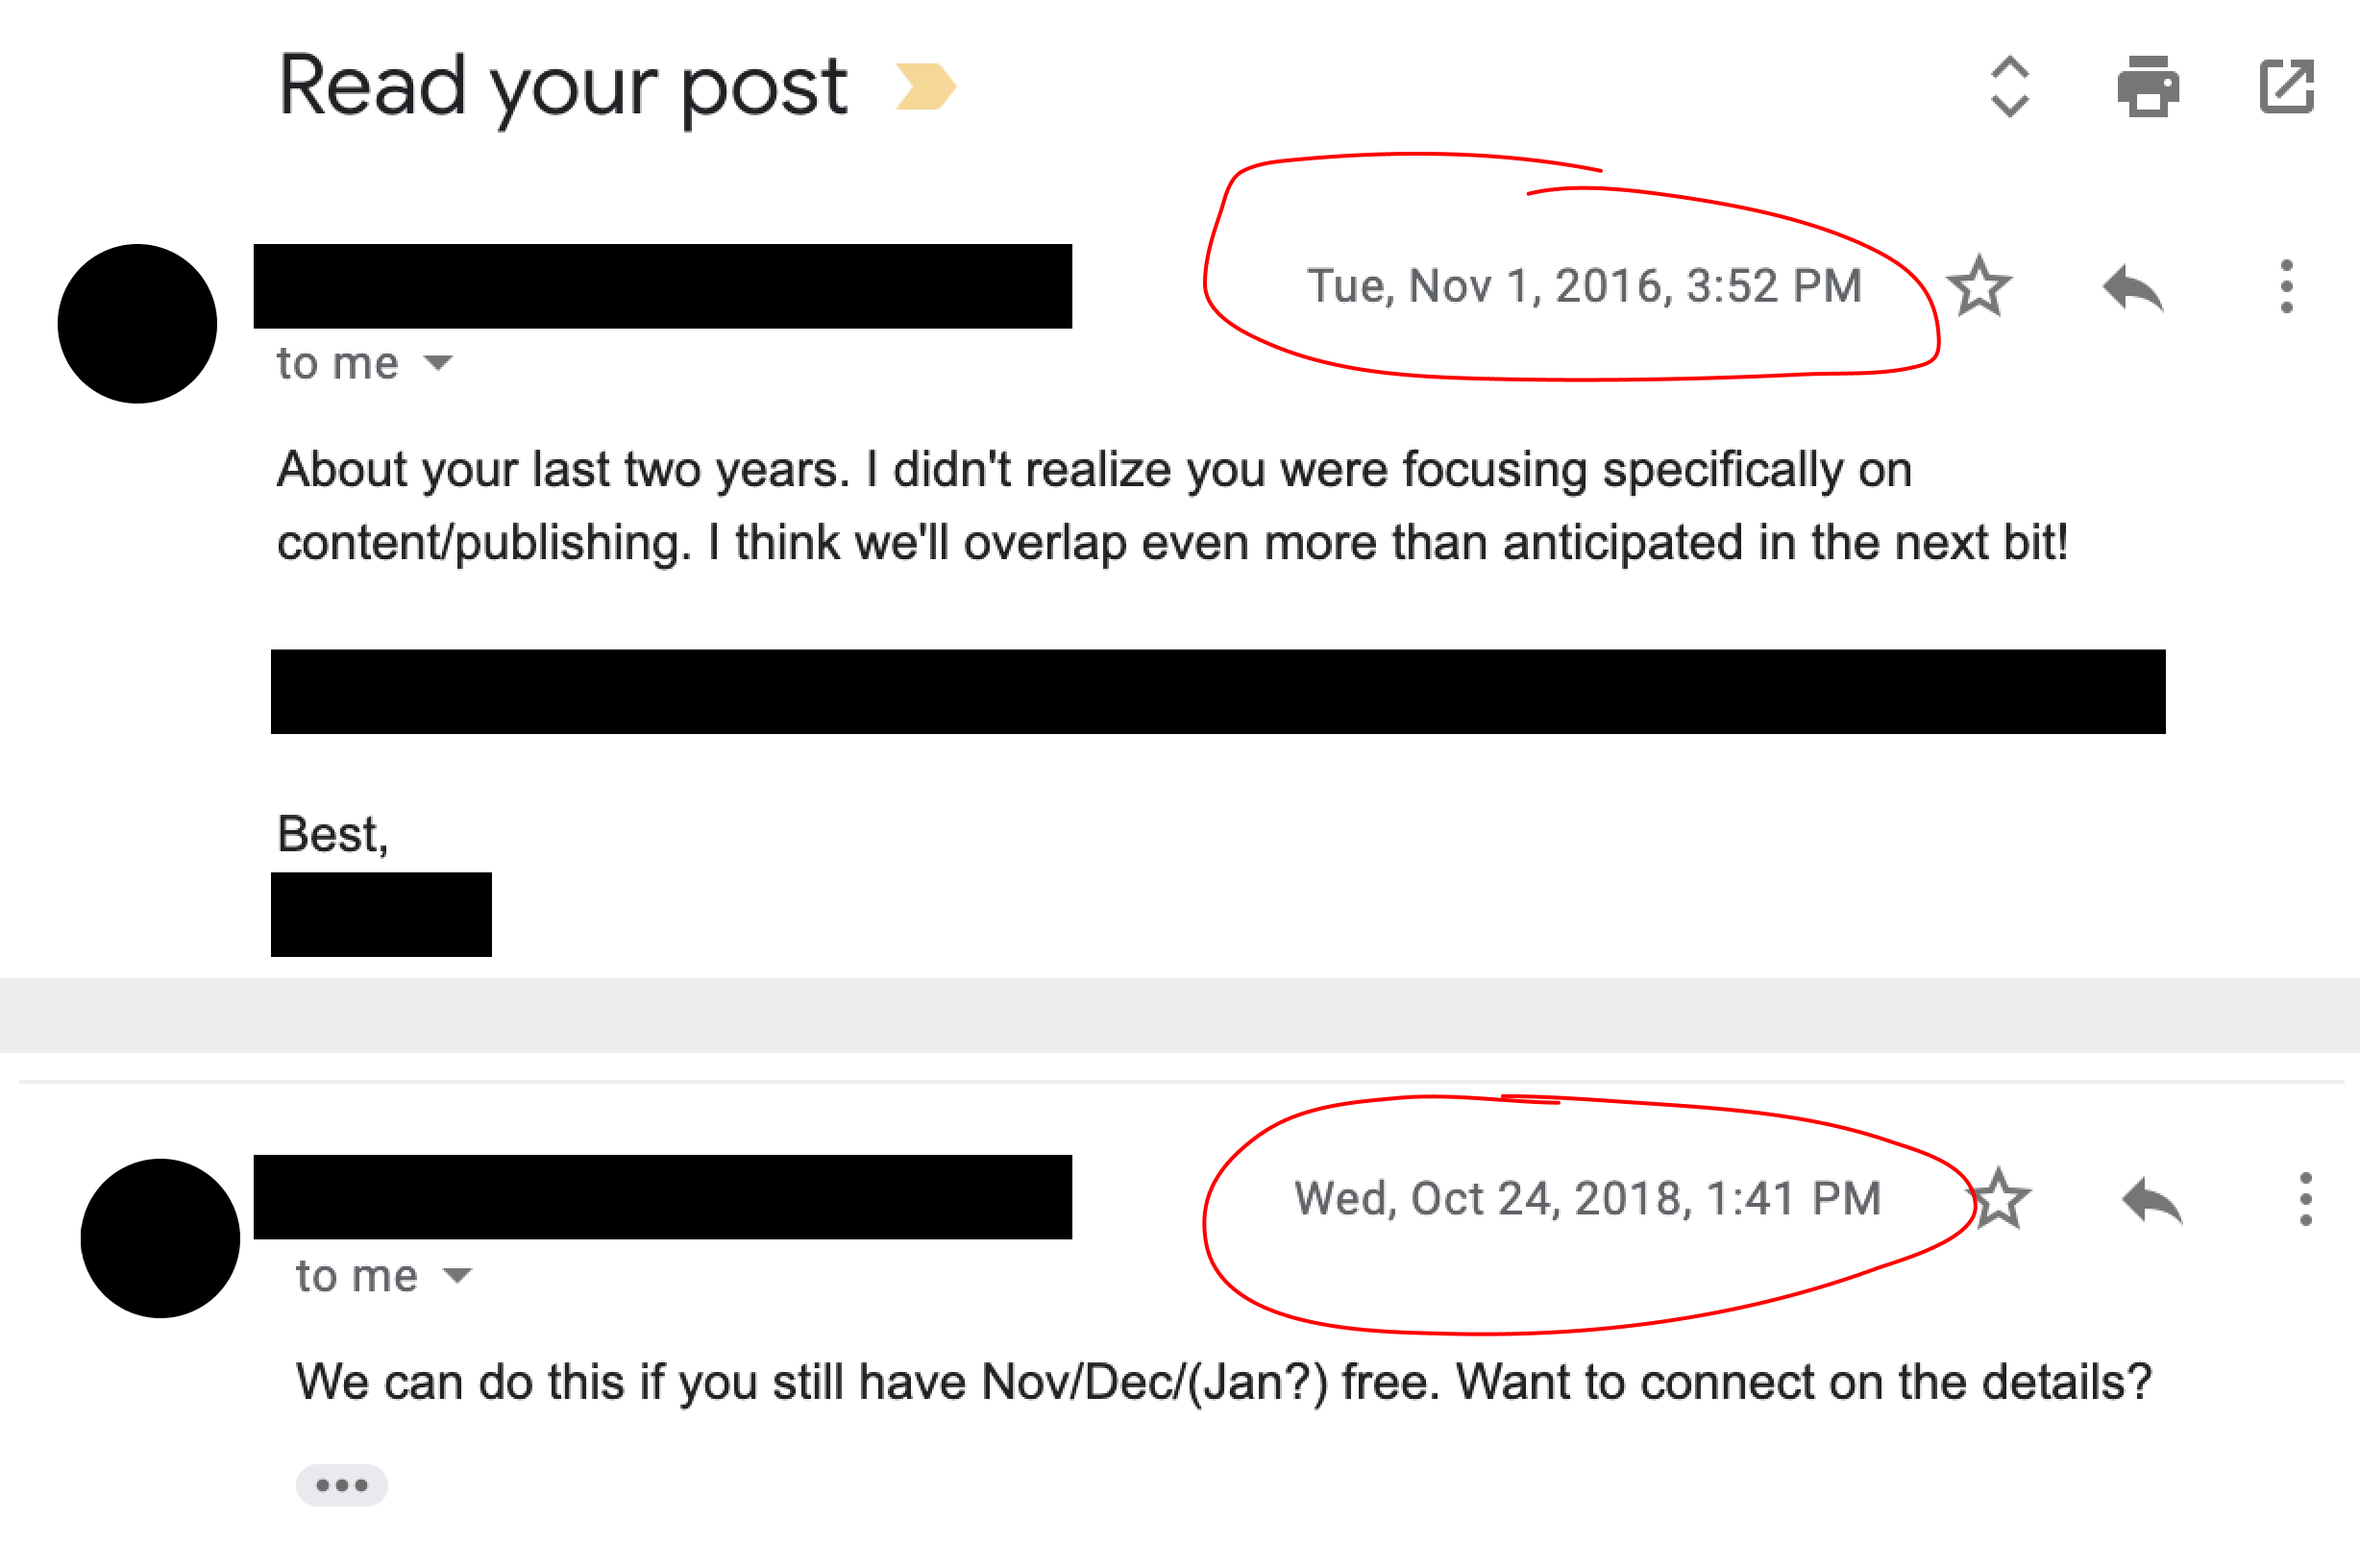 Read your post
Tue, Nov 1, 2016, 3:52 PM
to me
About your last two years. I didn't realize you were focusing specifically on
content/publishing. I think we'll overlap even more than anticipated in the next bit!
Best,
Wed, Oct 24, 2018, 1:41 PM
to me
We can do this if you still have Nov/Dec/(Jan?) free. Want to connect on the details?